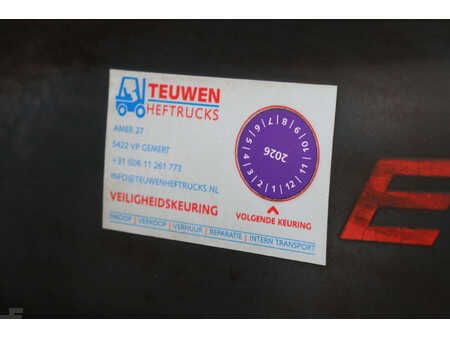 TEUWEN
HEFTRUCKS
AMER 27
5422 VP GEMERT
+31 (0)6 11 261 773
INFO@TEUWENHEFTRUCKS.NL
VEILIGHEIDSKEURING
1 2 3 4 5 6 7 8 9 10 11 12
2026
VOLGENDE KEURING
INKOOP | VERKOOP | VERHUUR | REPARATIE | INTERN TRANSPORT
E